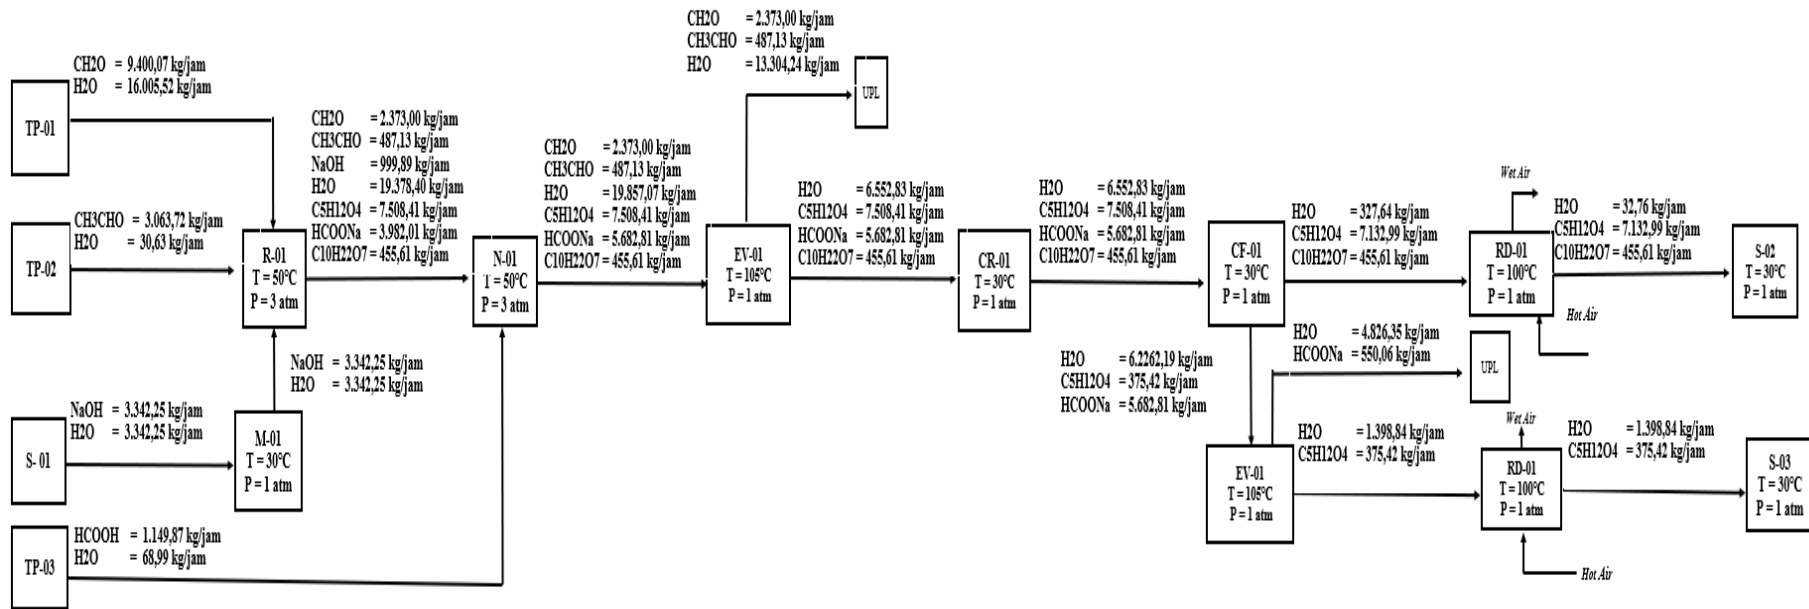 CH2O = 9.400,07 kg/jam
H2O = 16.005,52 kg/jam
TP-01
CH3CHO = 3.063,72 kg/jam
H2O = 30,63 kg/jam
TP-02
NaOH = 3.342,25 kg/jam
H2O = 3.342,25 kg/jam
S- 01
HCOOH = 1.149,87 kg/jam
H2O = 68,99 kg/jam
TP-03
M-01
T = 30°C
P = 1 atm
NaOH = 3.342,25 kg/jam
H2O = 3.342,25 kg/jam
R-01
T = 50°C
P = 3 atm
CH2O = 2.373,00 kg/jam
CH3CHO = 487,13 kg/jam
NaOH = 999,89 kg/jam
H2O = 19.378,40 kg/jam
C5H12O4 = 7.508,41 kg/jam
HCOONa = 3.982,01 kg/jam
C10H22O7 = 455,61 kg/jam
N-01
T = 50°C
P = 3 atm
CH2O = 2.373,00 kg/jam
CH3CHO = 487,13 kg/jam
H2O = 19.857,07 kg/jam
C5H12O4 = 7.508,41 kg/jam
HCOONa = 5.682,81 kg/jam
C10H22O7 = 455,61 kg/jam
EV-01
T = 105°C
P = 1 atm
CH2O = 2.373,00 kg/jam
CH3CHO = 487,13 kg/jam
H2O = 13.304,24 kg/jam
UPL
H2O = 6.552,83 kg/jam
C5H12O4 = 7.508,41 kg/jam
HCOONa = 5.682,81 kg/jam
C10H22O7 = 455,61 kg/jam
CR-01
T = 30°C
P = 1 atm
H2O = 6.552,83 kg/jam
C5H12O4 = 7.508,41 kg/jam
HCOONa = 5.682,81 kg/jam
C10H22O7 = 455,61 kg/jam
CF-01
T = 30°C
P = 1 atm
H2O = 327,64 kg/jam
C5H12O4 = 7.132,99 kg/jam
C10H22O7 = 455,61 kg/jam
Wet Air
RD-01
T = 100°C
P = 1 atm
Hot Air
H2O = 32,76 kg/jam
C5H12O4 = 7.132,99 kg/jam
C10H22O7 = 455,61 kg/jam
S-02
T = 30°C
P = 1 atm
H2O = 6.2262,19 kg/jam
C5H12O4 = 375,42 kg/jam
HCOONa = 5.682,81 kg/jam
H2O = 4.826,35 kg/jam
HCOONa = 550,06 kg/jam
UPL
EV-01
T = 105°C
P = 1 atm
H2O = 1.398,84 kg/jam
C5H12O4 = 375,42 kg/jam
Wet Air
RD-01
T = 100°C
P = 1 atm
Hot Air
H2O = 1.398,84 kg/jam
C5H12O4 = 375,42 kg/jam
S-03
T = 30°C
P = 1 atm